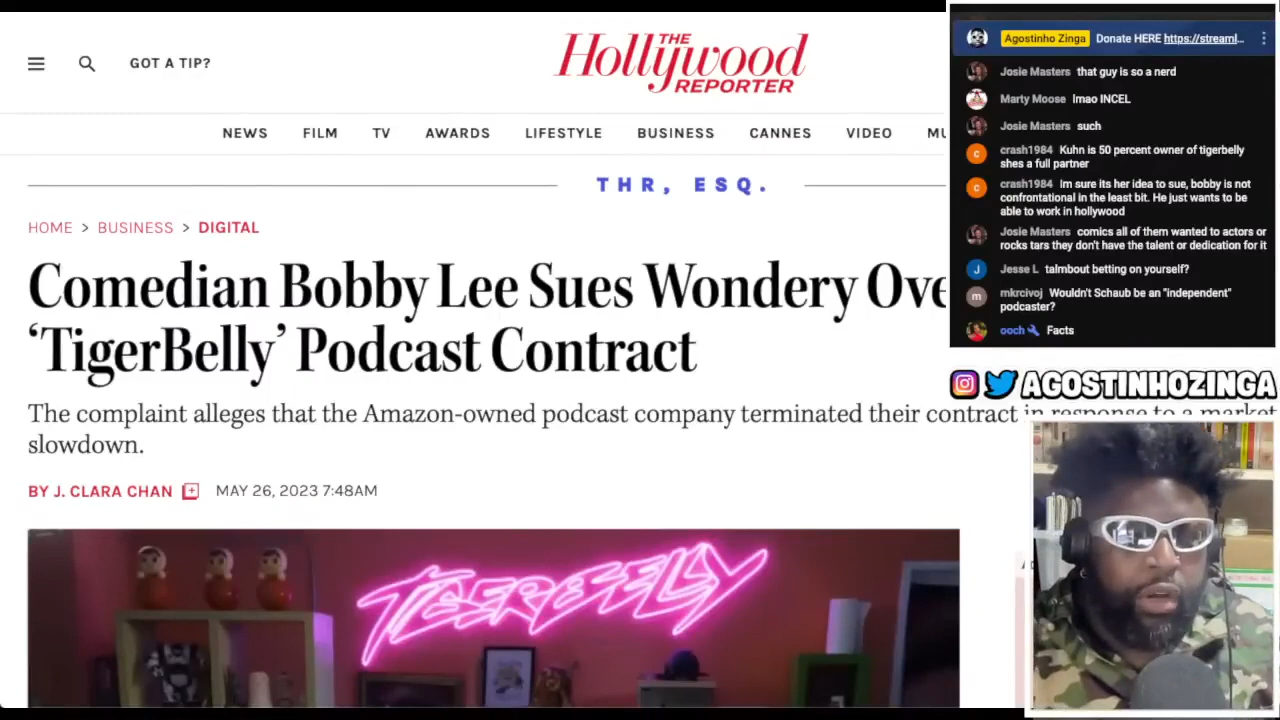 GOT A TIP?
THE
Hollywood
REPORTER
NEWS FILM TV AWARDS LIFESTYLE BUSINESS CANNES VIDEO
THR, ESQ.
HOME > BUSINESS > DIGITAL
Comedian Bobby Lee Sues Wondery Ove
‘TigerBelly’ Podcast Contract
The complaint alleges that the Amazon-owned podcast company terminated their contract in response to a market
slowdown.
BY J. CLARA CHAN MAY 26, 2023 7:48AM
TIGERBELLY
Agostinho Zinga Donate HERE https://streaml...
Josie Masters that guy is so a nerd
Marty Moose lmao INCEL
Josie Masters such
crash1984 Kuhn is 50 percent owner of tigerbelly
shes a full partner
crash1984 Im sure its her idea to sue, bobby is not
confrontational in the least bit. He just wants to be
able to work in hollywood
Josie Masters comics all of them wanted to actors or
rocks tars they don't have the talent or dedication for it
Jesse L talmbout betting on yourself?
mkrcivoj Wouldn't Schaub be an "independent"
podcaster?
ooch Facts
AGOSTINHOZINGA